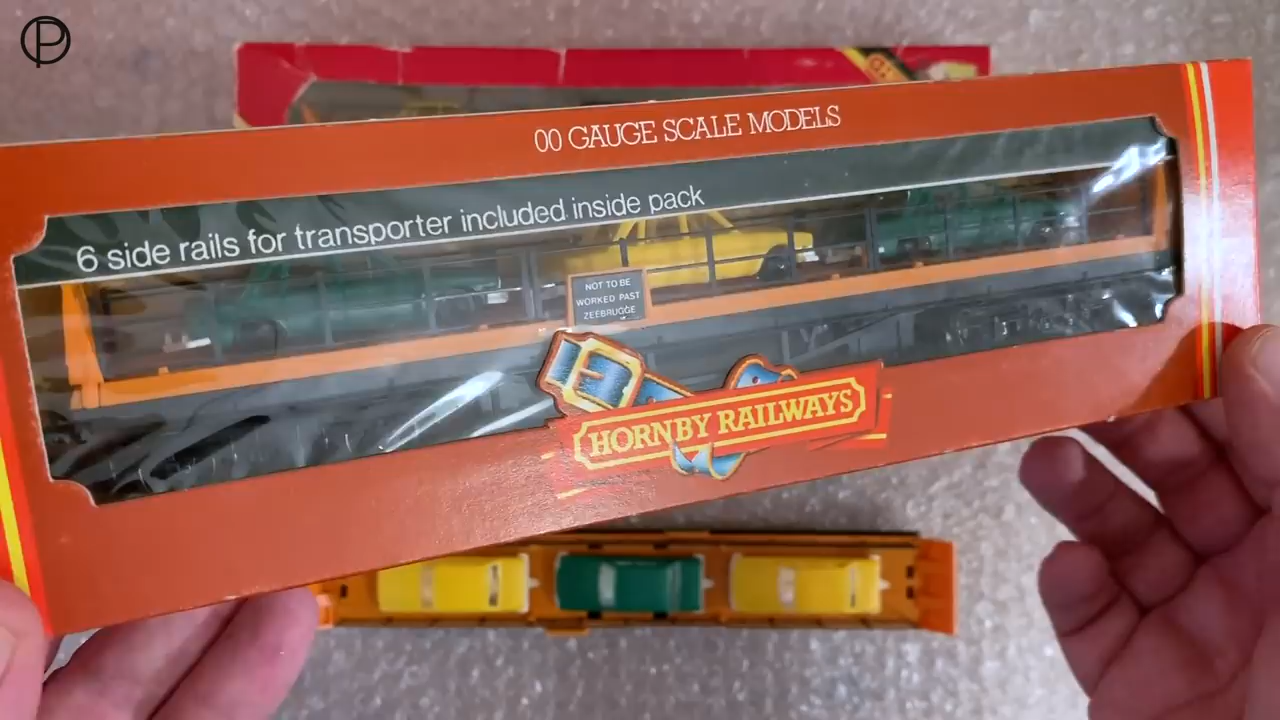 P
00 GAUGE SCALE MODELS
6 side rails for transporter included inside pack
NOT TO BE
WORKED PAST
ZEEBRUGGE
HORNBY RAILWAYS